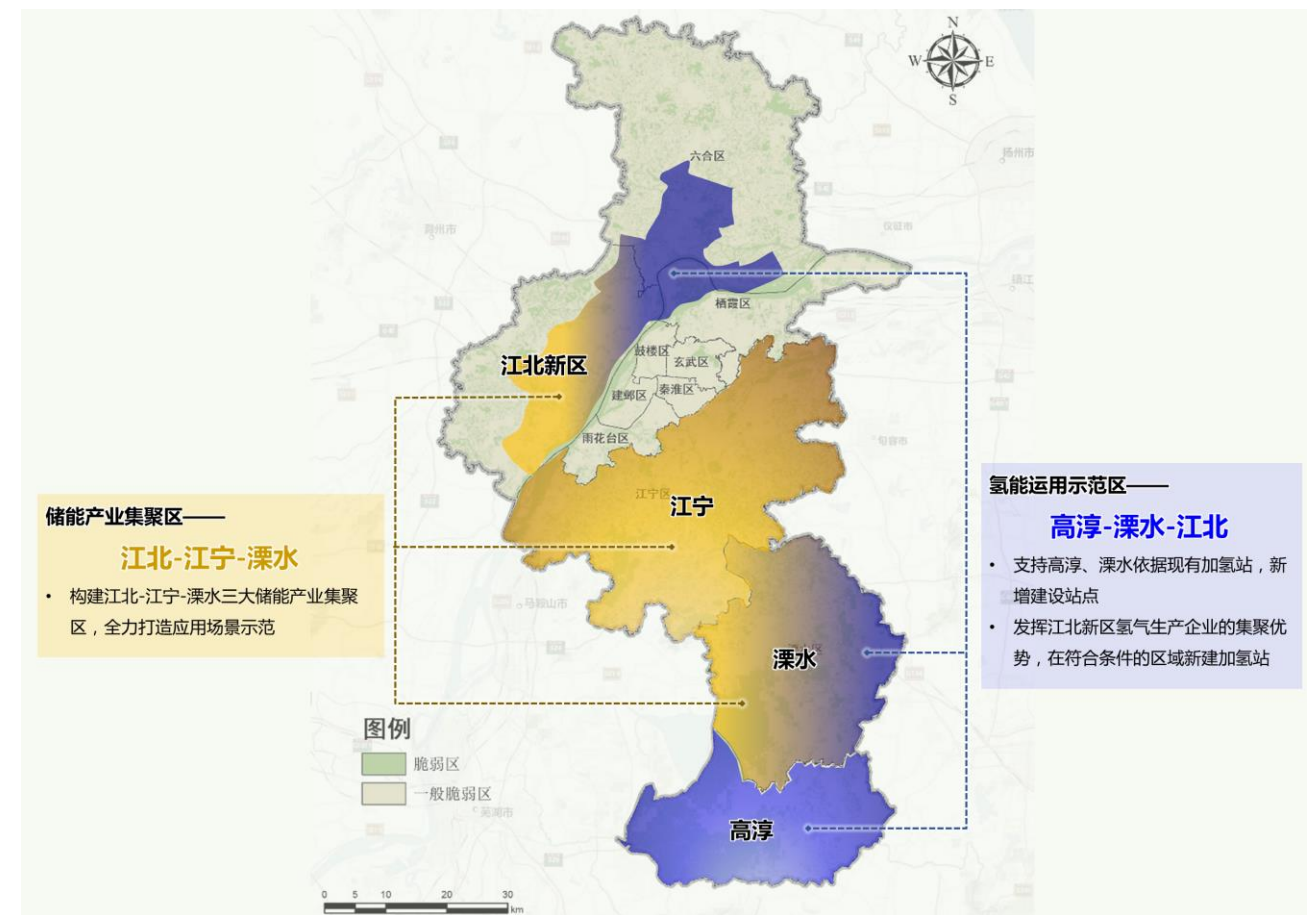 N
W
E
S
六合区
扬州市
滁州市
仪征市
镇江
栖霞区
鼓楼区
玄武区
江北新区
建邺区
秦淮区
雨花台区
句容市
江宁区
江宁
储能产业集聚区——
江北-江宁-溧水
• 构建江北-江宁-溧水三大储能产业集聚
区，全力打造应用场景示范
氢能运用示范区——
高淳-溧水-江北
• 支持高淳、溧水依据现有加氢站，新
增建设站点
• 发挥江北新区氢气生产企业的集聚优
势，在符合条件的区域新建加氢站
马鞍山市
溧水
图例
脆弱区
一般脆弱区
芜湖市
高淳
0 5 10 20 30
km